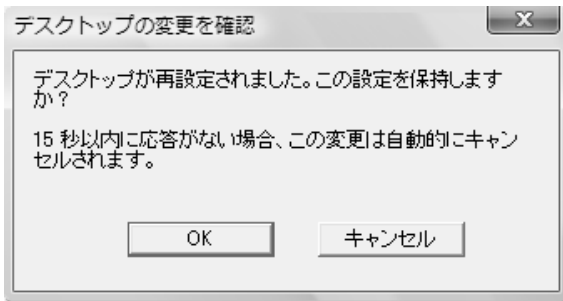 デスクトップの変更を確認
デスクトップが再設定されました。この設定を保持します
か？
15 秒以内に応答がない場合、この変更は自動的にキャン
セルされます。
OK
キャンセル